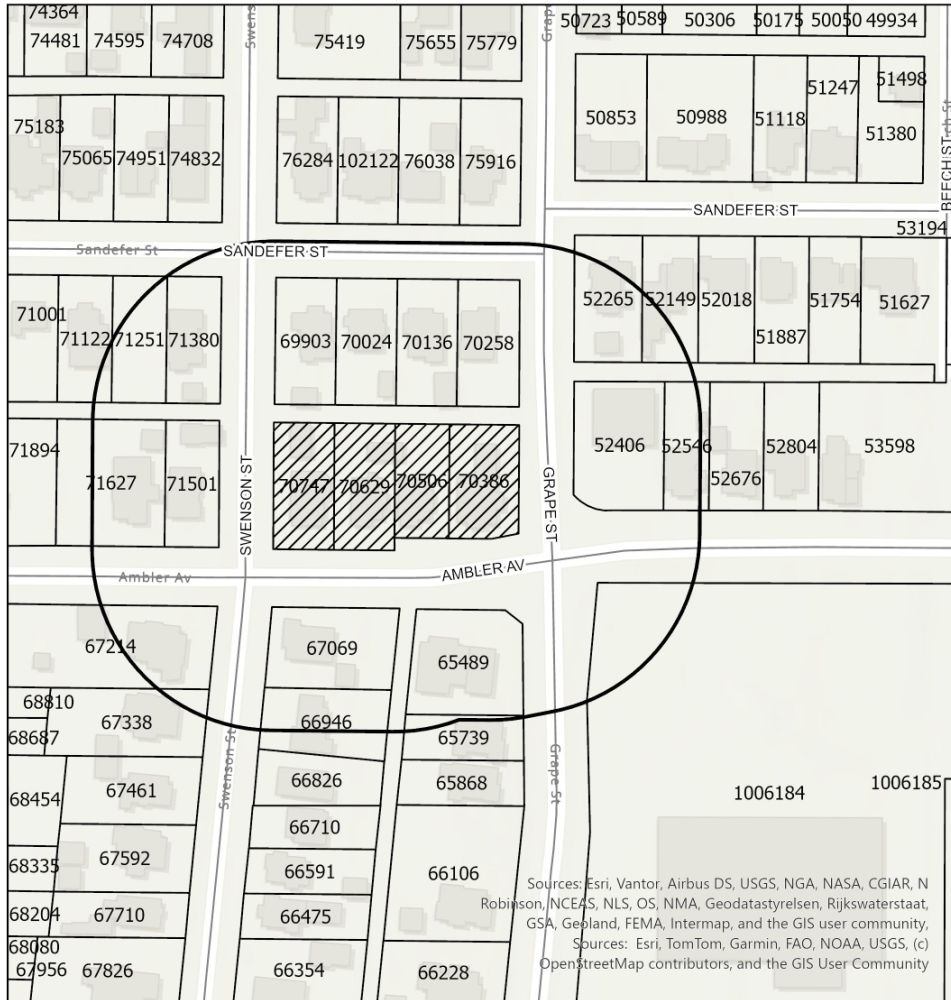 74364
74481 74595 74708
75419 75655 75779
50723 50589 50306 50175 50050 49934
Swens
Grap
75183
75065 74951 74832
76284 102122 76038 75916
50853 50988 51118 51247 51498
51380
SANDEFER ST
53194
Sandefer St
SANDEFER ST
71001
71122 71251 71380
69903 70024 70136 70258
52265 52149 52018
51887
51754 51627
71894
71627 71501
SWENSON ST
70747 70629 70506 70386
GRAPE ST
52406 52546
52676
52804 53598
Ambler Av
AMBLER AV
67214
67069
65489
68810
68687
67338
66946
65739
Swenson St
Grape St
68454
67461
66826
65868
1006184
1006185
66710
68335
67592
66591
66106
68204
67710
66475
68080
67956 67826
66354
66228
Sources: Esri, Vantor, Airbus DS, USGS, NGA, NASA, CGIAR, N
Robinson, NCEAS, NLS, OS, NMA, Geodatastyrelsen, Rijkswaterstaat,
GSA, Geoland, FEMA, Intermap, and the GIS user community,
Sources: Esri, TomTom, Garmin, FAO, NOAA, USGS, (c)
OpenStreetMap contributors, and the GIS User Community